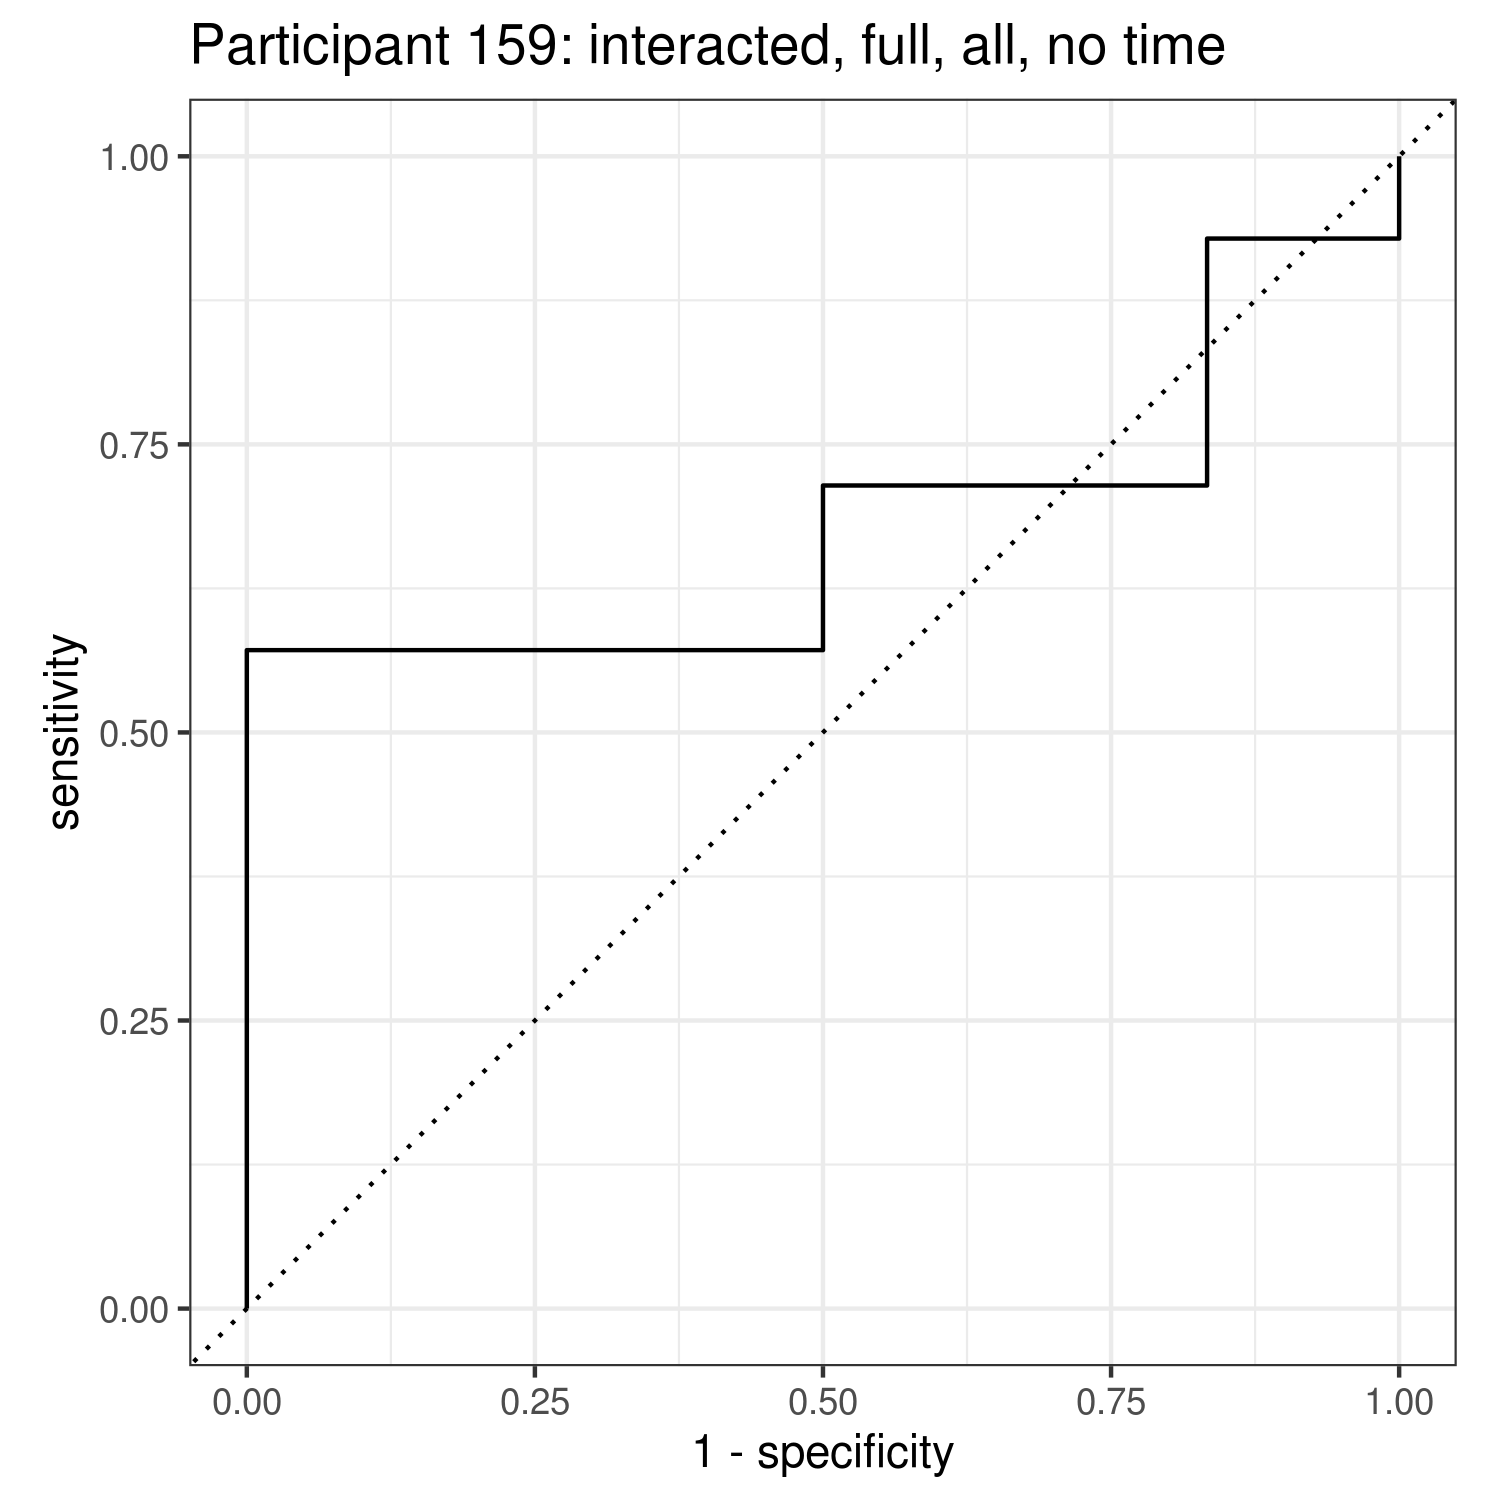 Participant 159: interacted, full, all, no time
1.00
0.75
0.50
0.25
0.00
sensitivity
0.00 0.25 0.50 0.75 1.00
1 - specificity